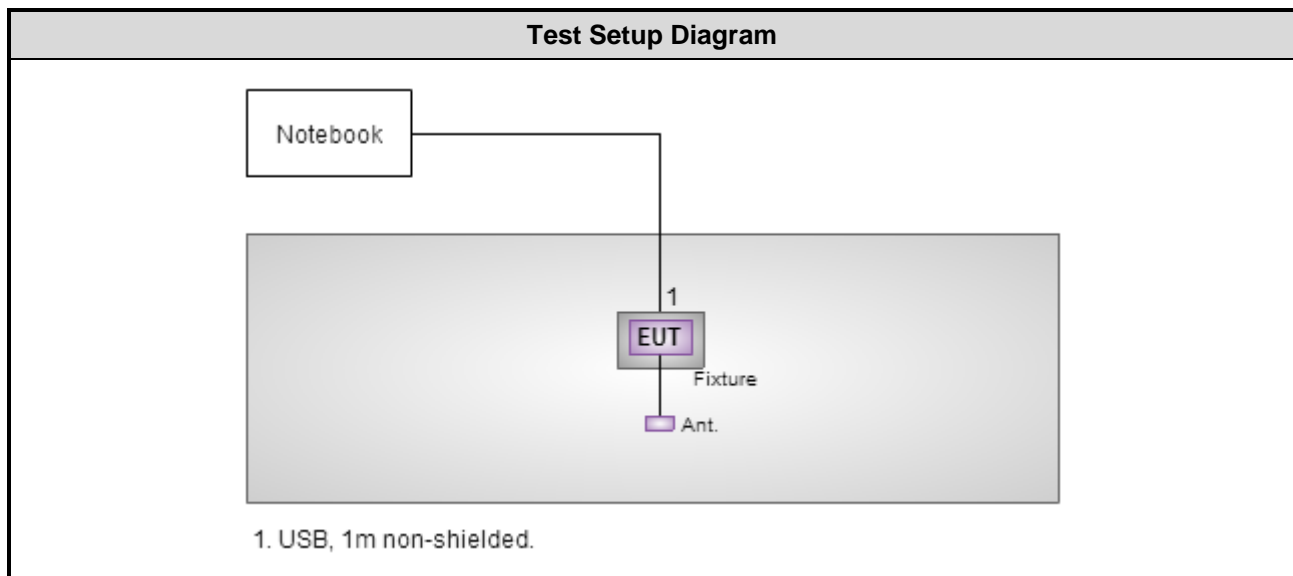 Test Setup Diagram
Notebook
1
EUT
Fixture
Ant.
1. USB, 1m non-shielded.